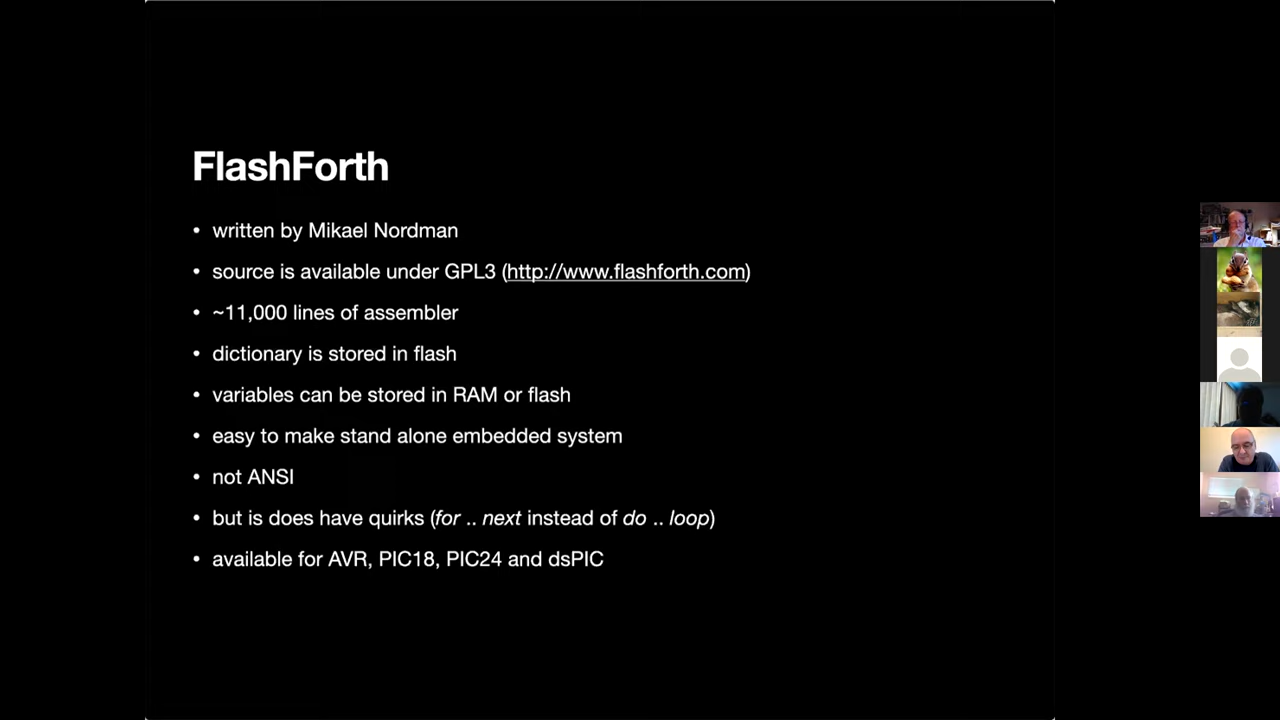 FlashForth
• written by Mikael Nordman
• source is available under GPL3 (http://www.flashforth.com)
• ~11,000 lines of assembler
• dictionary is stored in flash
• variables can be stored in RAM or flash
• easy to make stand alone embedded system
• not ANSI
• but is does have quirks (for .. next instead of do .. loop)
• available for AVR, PIC18, PIC24 and dsPIC